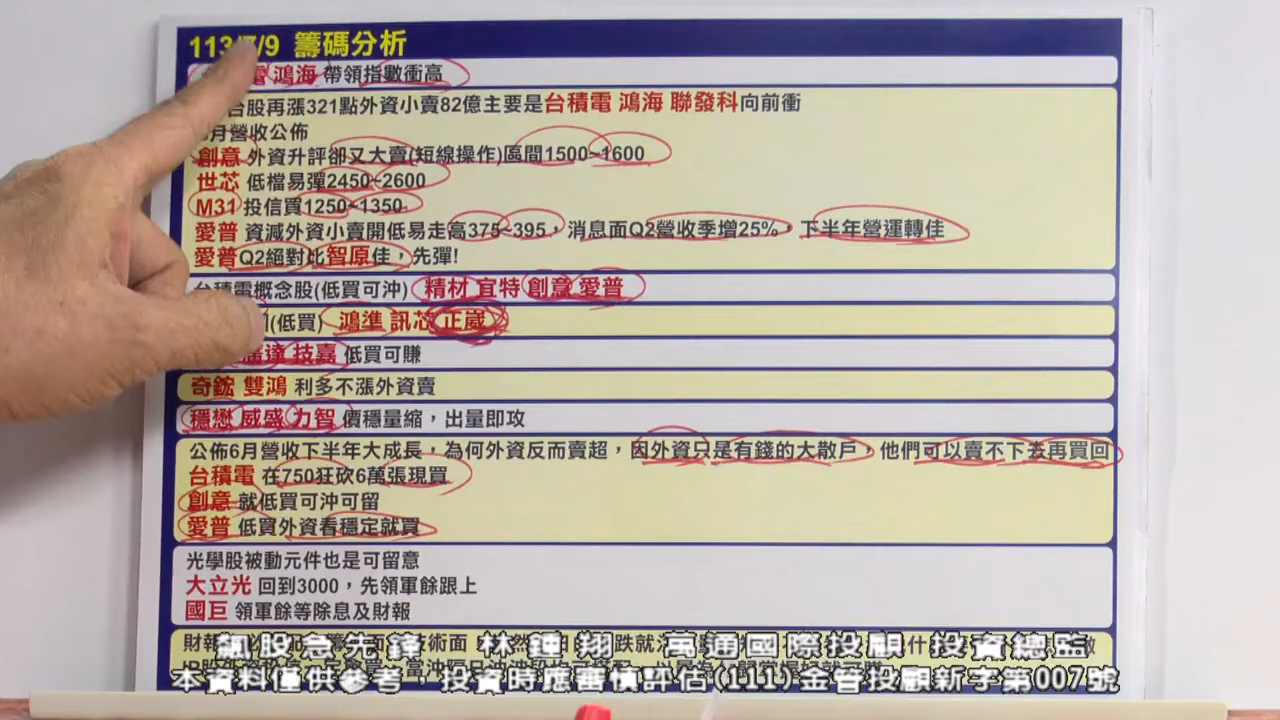 113/7/9 籌碼分析
電 鴻海 帶領指數衝高
台股再漲321點外資小賣82億主要是台積電 鴻海 聯發科向前衝
月營收公佈
創意 外資升評卻又大賣(短線操作)區間1500~1600
世芯 低檔易彈2450~2600
M31 投信買1250~1350
愛普 資減外資小賣開低易走高375~395，消息面Q2營收季增25%，下半年營運轉佳
愛普Q2絕對比智原佳，先彈!
台積電概念股(低買可沖) 精材 宜特 創意 愛普
(低買) 鴻準 訊芯 正崴
廣達 技嘉 低買可賺
奇鋐 雙鴻 利多不漲外資賣
穩懋 威盛 力智 價穩量縮，出量即攻
公佈6月營收下半年大成長，為何外資反而賣超，因外資只是有錢的大散戶，他們可以賣不下去再買回
台積電 在750狂砍6萬張現買
創意 就低買可沖可留
愛普 低買外資看穩定就買
光學股被動元件也是可留意
大立光 回到3000，先領軍餘跟上
國巨 領軍餘等除息及財報
財報
技術面
飆股急先鋒 林鍾翔 萬通國際投顧 投資總監
本資料僅供參考，投資時應審慎評估(111)金管投顧新字第007號